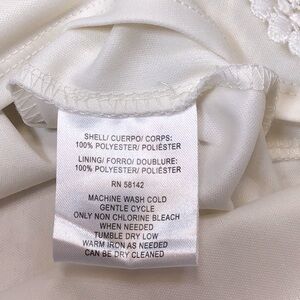 SHELL/ CUERPO/ CORPS:
100% POLYESTER/ POLIÉSTER
LINING/ FORRO/ DOUBLURE:
100% POLYESTER/ POLIÉSTER
RN 58142
MACHINE WASH COLD
GENTLE CYCLE
ONLY NON CHLORINE BLEACH
WHEN NEEDED
TUMBLE DRY LOW
WARM IRON AS NEEDED
CAN BE DRY CLEANED